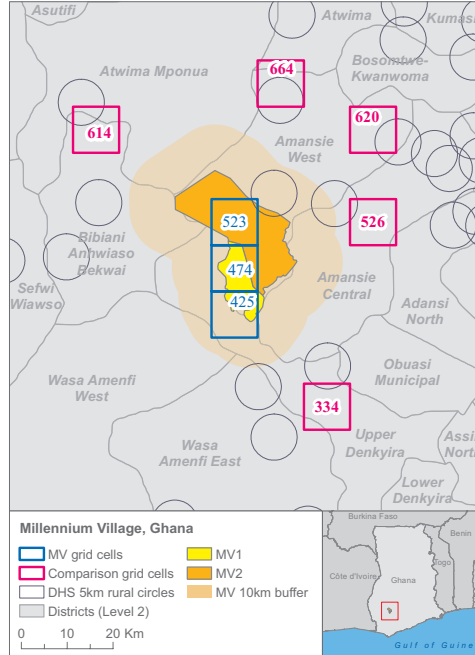 Asutifi
Atwima
Kumas
Atwima Mponua
664
Bosomtwe-
Kwanwoma
614
620
Amansie
West
523
526
Bibiani
Anhwiaso
Bekwai
474
Amansie
Central
Sefwi
Wiawso
425
Adansi
North
Obuasi
Municipal
Wasa Amenfi
West
334
Wasa
Amenfi East
Upper
Denkyira
Assi
North
Lower
Denkyira
Millennium Village, Ghana
MV grid cells
MV1
Comparison grid cells
MV2
DHS 5km rural circles
MV 10km buffer
Districts (Level 2)
0 10 20 Km
Burkina Faso
Benin
Togo
Côte d'Ivoire
Ghana
Gulf of Guine